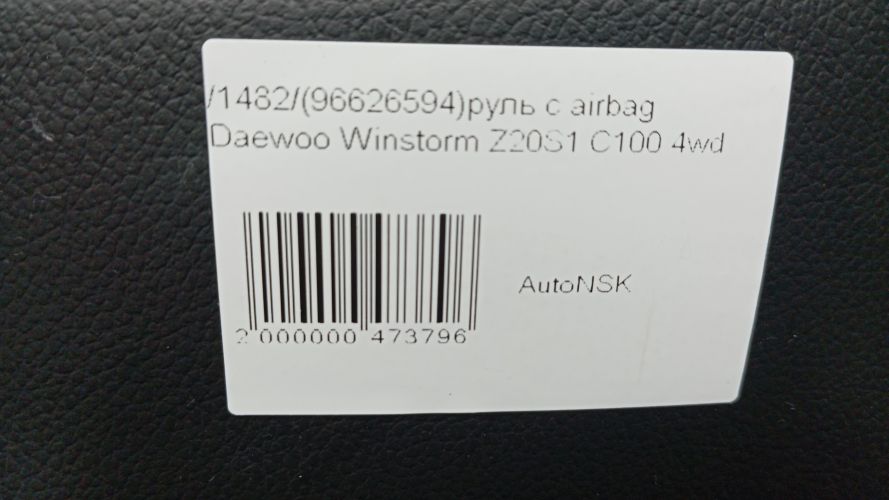 /1482/(96626594)руль с airbag
Daewoo Winstorm Z20S1 C100 4wd
AutoNSK
2 000000 473796